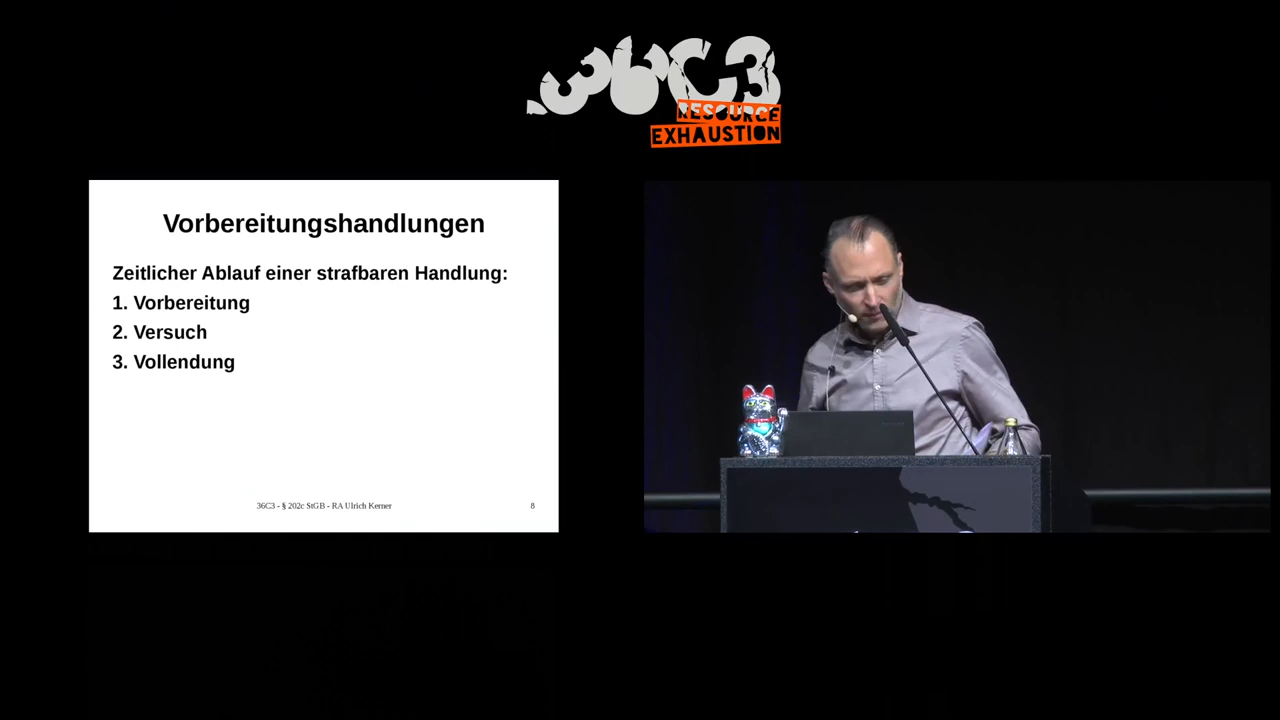 36C3
RESOURCE
EXHAUSTION
Vorbereitungshandlungen
Zeitlicher Ablauf einer strafbaren Handlung:
1. Vorbereitung
2. Versuch
3. Vollendung
36C3 - § 202c StGB - RA Ulrich Kerner
8